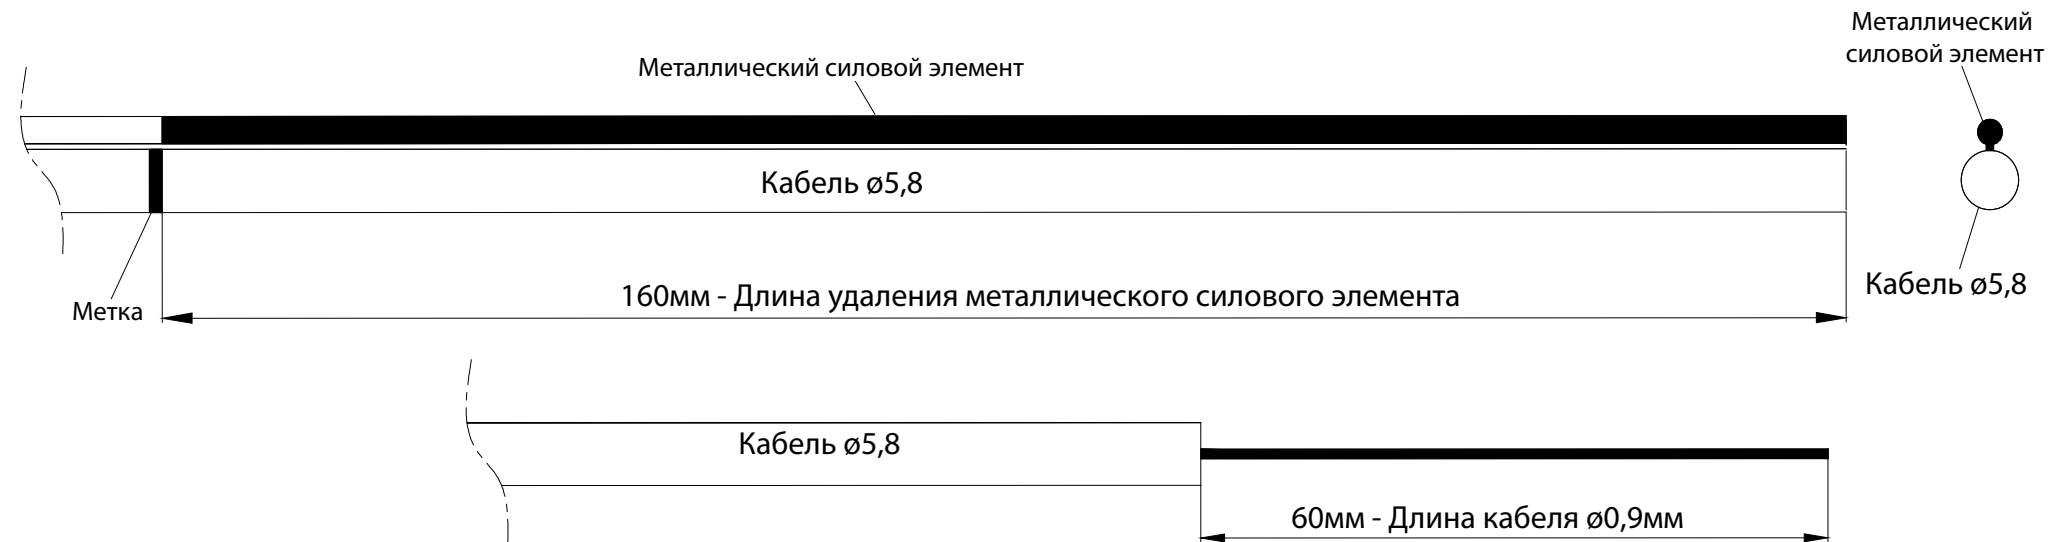 Металлический
силовой элемент
Металлический силовой элемент
Кабель ø5,8
Кабель ø5,8
160мм - Длина удаления металлического силового элемента
Метка
Кабель ø5,8
60мм - Длина кабеля ø0,9мм